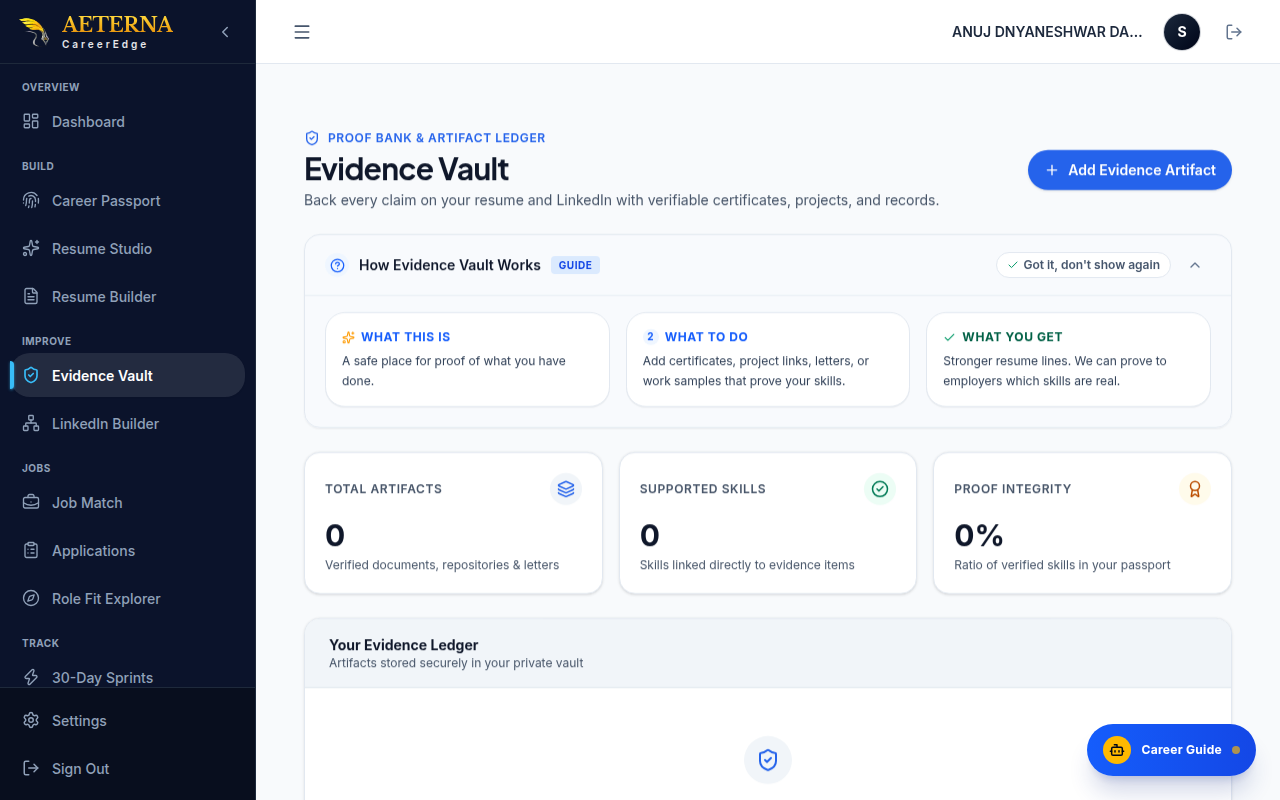 AETERNA
CareerEdge
OVERVIEW
Dashboard
BUILD
Career Passport
Resume Studio
Resume Builder
IMPROVE
Evidence Vault
LinkedIn Builder
JOBS
Job Match
Applications
Role Fit Explorer
TRACK
30-Day Sprints
Settings
Sign Out
ANUJ DNYANESHWAR DA...
S
PROOF BANK & ARTIFACT LEDGER
Evidence Vault
Back every claim on your resume and LinkedIn with verifiable certificates, projects, and records.
Add Evidence Artifact
How Evidence Vault Works
GUIDE
Got it, don't show again
WHAT THIS IS
A safe place for proof of what you have
done.
2 WHAT TO DO
Add certificates, project links, letters, or
work samples that prove your skills.
WHAT YOU GET
Stronger resume lines. We can prove to
employers which skills are real.
TOTAL ARTIFACTS
0
Verified documents, repositories & letters
SUPPORTED SKILLS
0
Skills linked directly to evidence items
PROOF INTEGRITY
0%
Ratio of verified skills in your passport
Your Evidence Ledger
Artifacts stored securely in your private vault
Career Guide